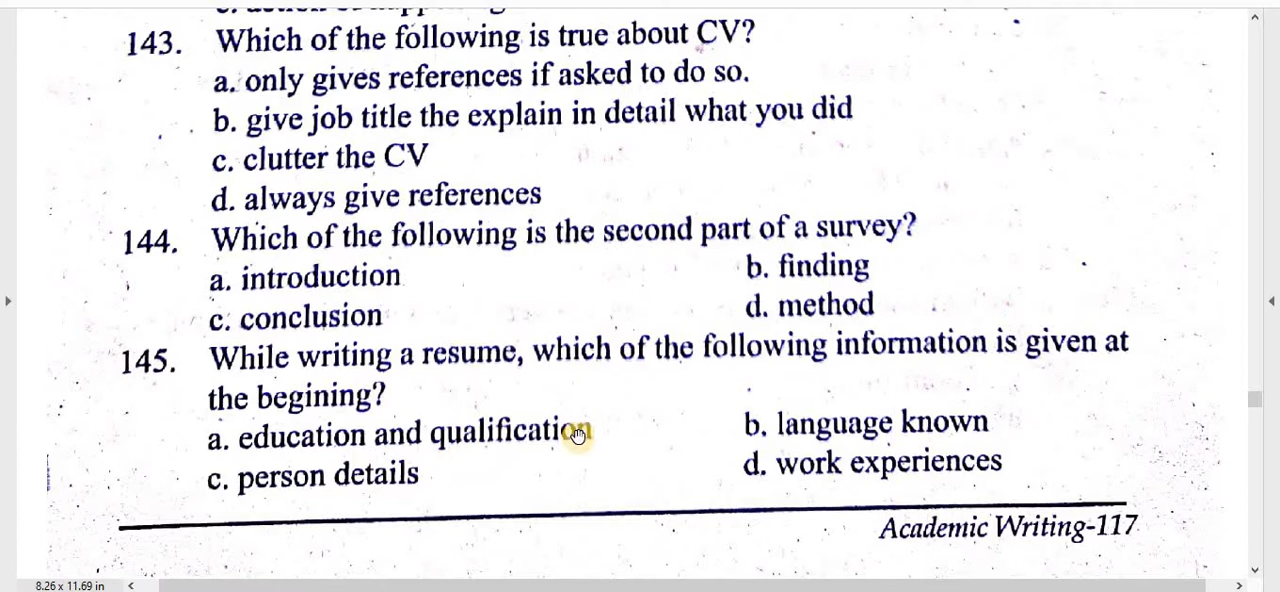 143. Which of the following is true about CV?
a. only gives references if asked to do so.
b. give job title the explain in detail what you did
c. clutter the CV
d. always give references
144. Which of the following is the second part of a survey?
a. introduction
b. finding
c. conclusion
d. method
145. While writing a resume, which of the following information is given at
the begining?
a. education and qualification
b. language known
c. person details
d. work experiences
Academic Writing-117
8.26 x 11.69 in